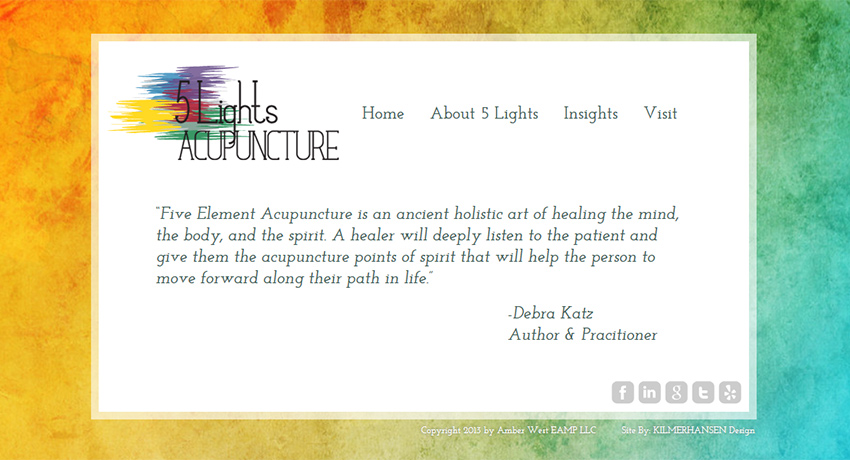 5 Lights
ACUPUNCTURE
Home About 5 Lights Insights Visit
"Five Element Acupuncture is an ancient holistic art of healing the mind,
the body, and the spirit. A healer will deeply listen to the patient and
give them the acupuncture points of spirit that will help the person to
move forward along their path in life."
-Debra Katz
Author & Pracitioner
Copyright 2013 by Amber West EAMP LLC Site By: KILMERHANSEN Design